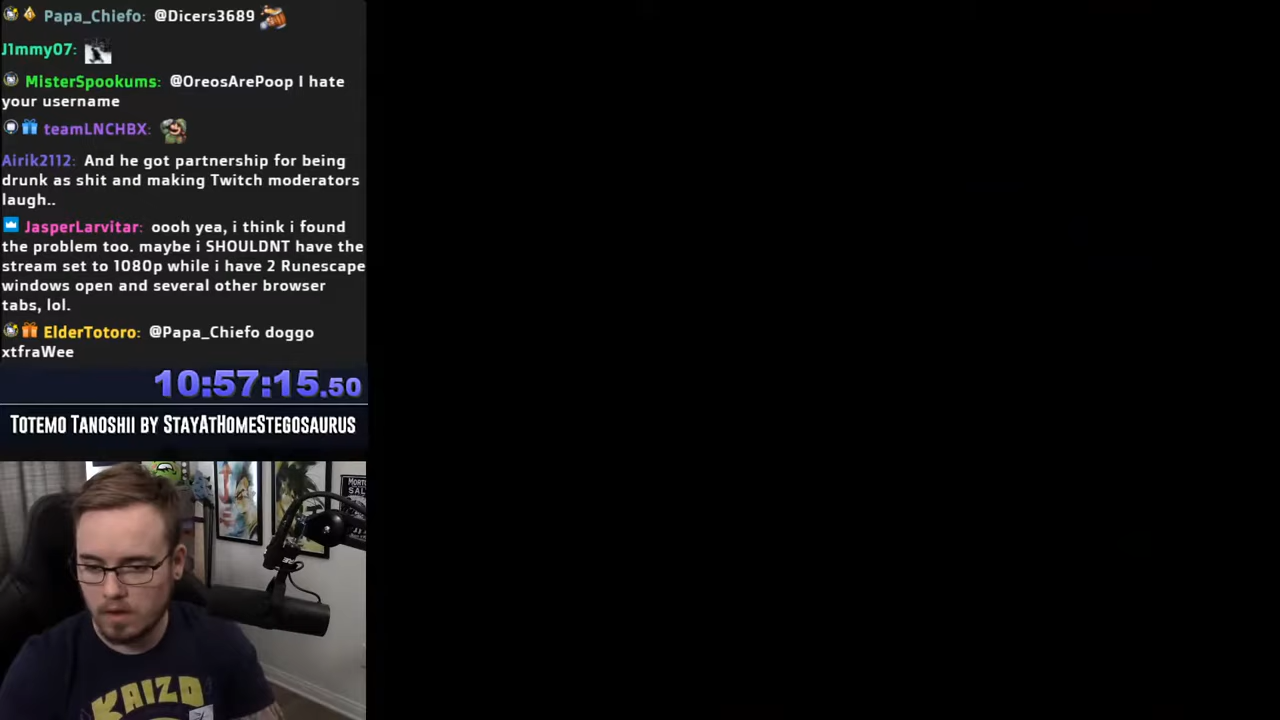 Papa_Chiefo: @Dicers3689
J1mmy07:
MisterSpookums: @OreosArePoop I hate
your username
teamLNCHBX:
Airik2112: And he got partnership for being
drunk as shit and making Twitch moderators
laugh..
JasperLarvitar: oooh yea, i think i found
the problem too. maybe i SHOULDNT have the
stream set to 1080p while i have 2 Runescape
windows open and several other browser
tabs, lol.
ElderTotoro: @Papa_Chiefo doggo
xtfraWee
10:57:15.50
TOTEMO TANOSHII BY STAYATHOMESTEGOSAURUS
KAIZO